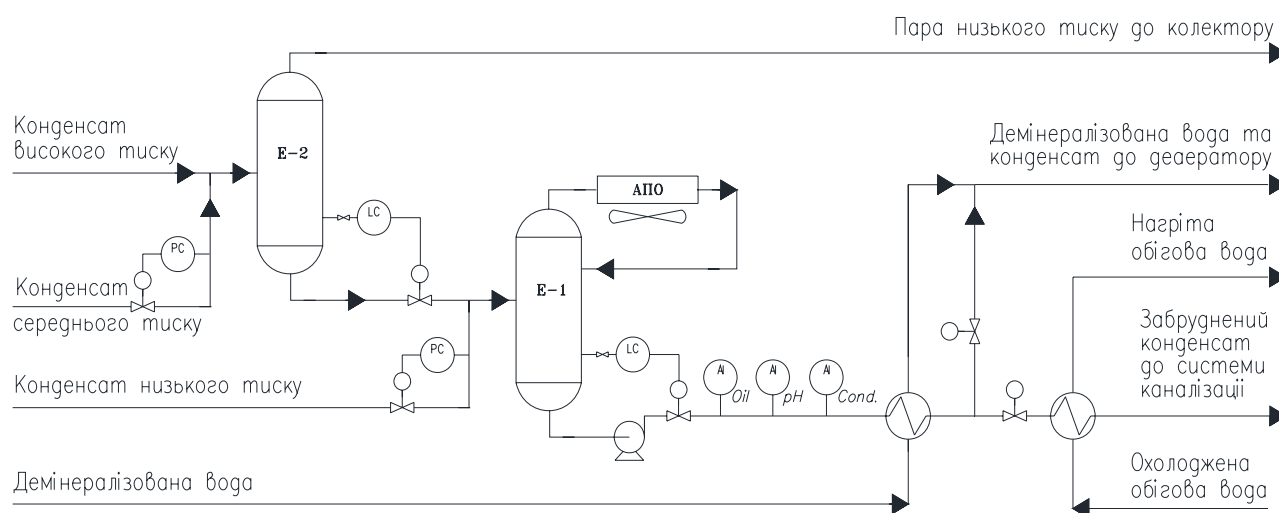 Пара низького тиску до колектору
Конденсат
високого тиску
Е-2
Демінералізована вода та
конденсат до деаератору
АПО
LC
Нагріта
обігова вода
PC
Конденсат
середнього тиску
Е-1
Забруднений
конденсат
до системи
каналізації
PC
LC
Конденсат низького тиску
AI
Oil
AI
pH
AI
Cond.
Демінералізована вода
Охолоджена
обігова вода